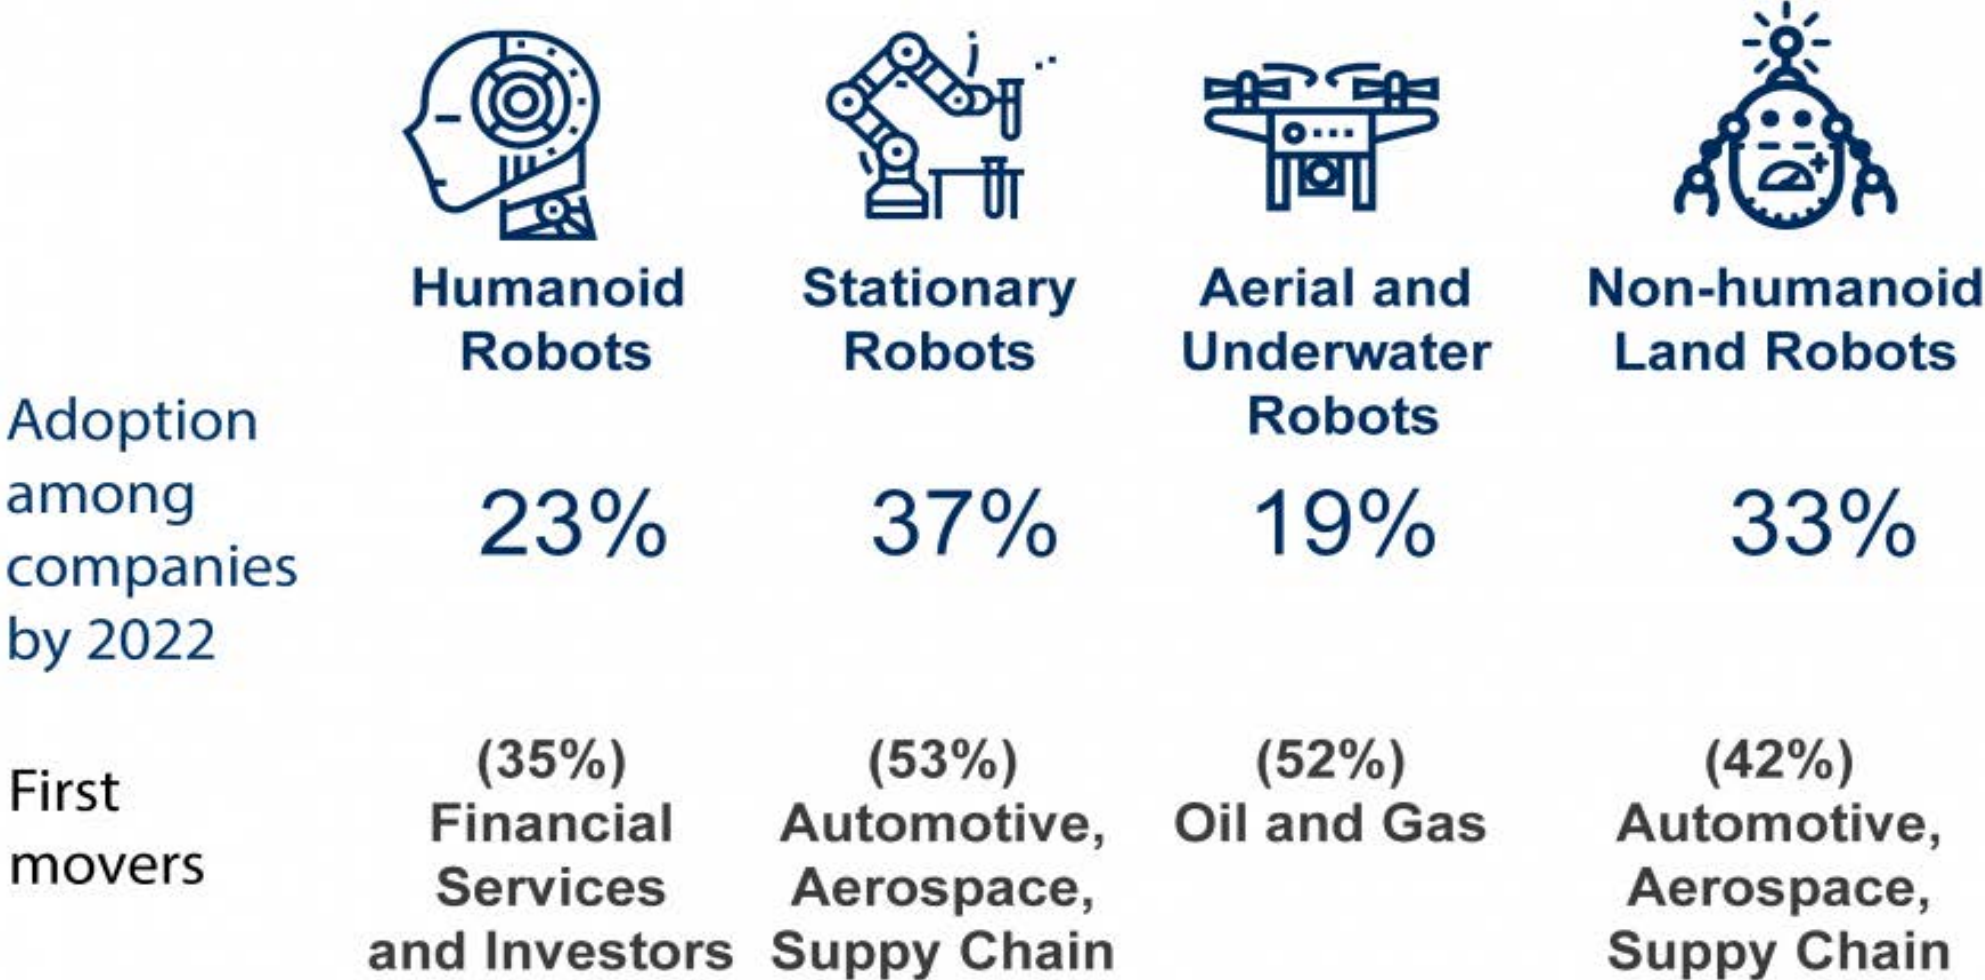 Humanoid
Robots
Stationary
Robots
Aerial and
Underwater
Robots
Non-humanoid
Land Robots
Adoption
among
companies
by 2022
23%
37%
19%
33%
First
movers
(35%)
Financial
Services
and Investors
(53%)
Automotive,
Aerospace,
Suppy Chain
(52%)
Oil and Gas
(42%)
Automotive,
Aerospace,
Suppy Chain